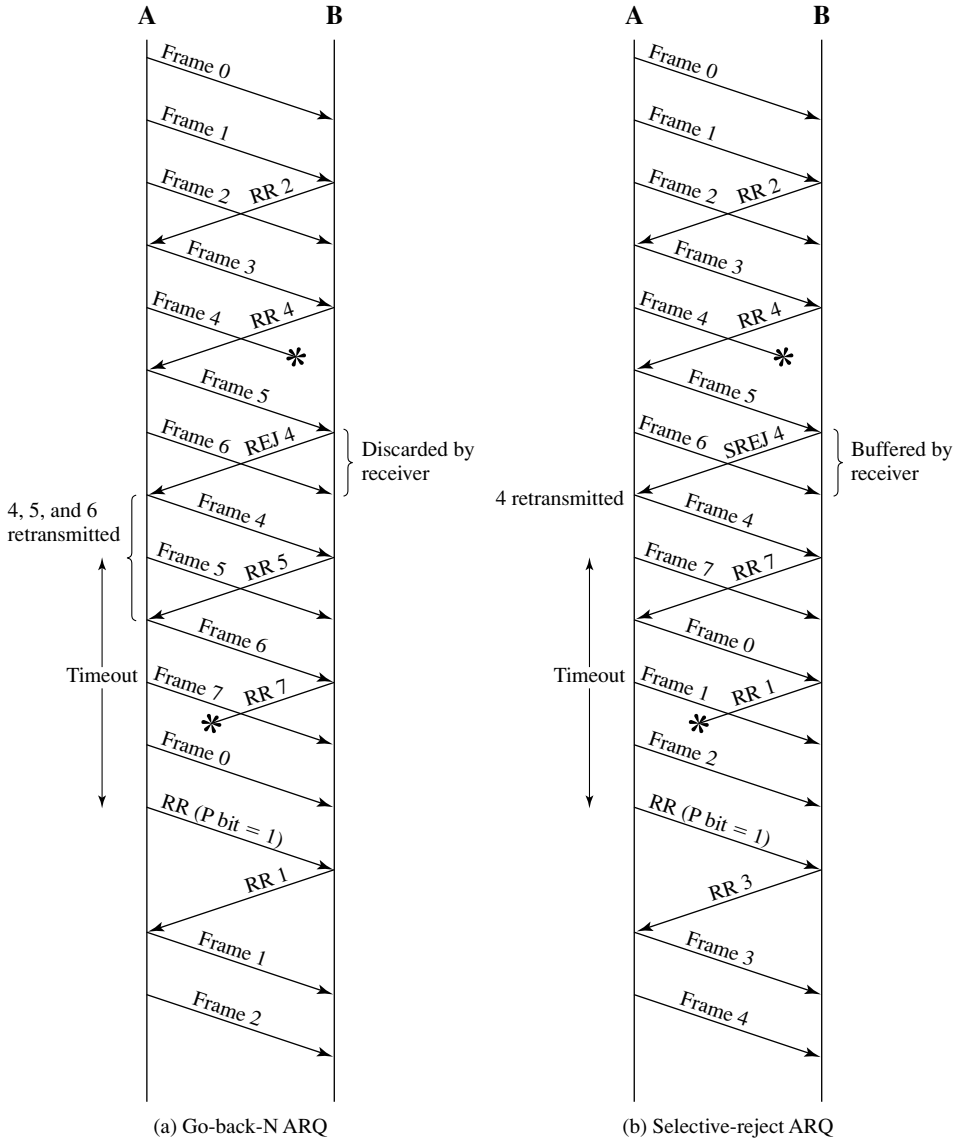 A
B
Frame 0
Frame 1
RR 2
Frame 2
Frame 3
RR 4
Frame 4
*
Frame 5
REJ 4
Frame 6
Discarded by
receiver
4, 5, and 6
retransmitted
Frame 4
RR 5
Frame 5
Frame 6
Timeout
RR 7
Frame 7
*
Frame 0
RR (P bit = 1)
RR 1
Frame 1
Frame 2
(a) Go-back-N ARQ
A
B
Frame 0
Frame 1
RR 2
Frame 2
Frame 3
RR 4
Frame 4
*
Frame 5
SREJ 4
Frame 6
Buffered by
receiver
4 retransmitted
Frame 4
RR 7
Frame 7
Frame 0
Timeout
RR 1
Frame 1
*
Frame 2
RR (P bit = 1)
RR 3
Frame 3
Frame 4
(b) Selective-reject ARQ